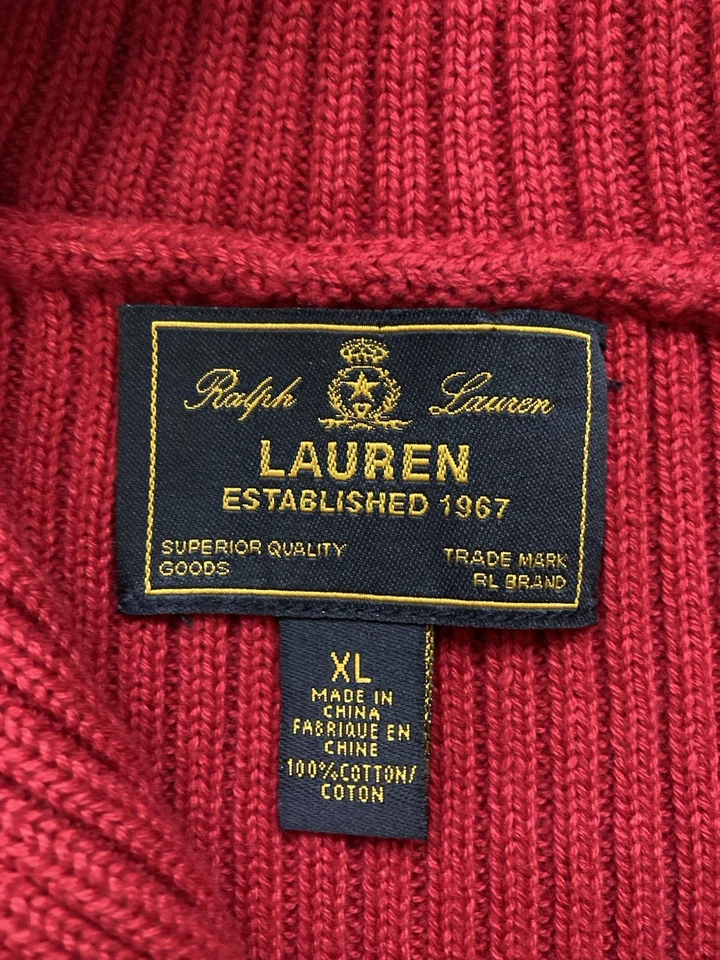 Ralph Lauren
LAUREN
ESTABLISHED 1967
SUPERIOR QUALITY
GOODS
TRADE MARK
RL BRAND
XL
MADE IN
CHINA
FABRIQUE EN
CHINE
100%COTTON/
COTON